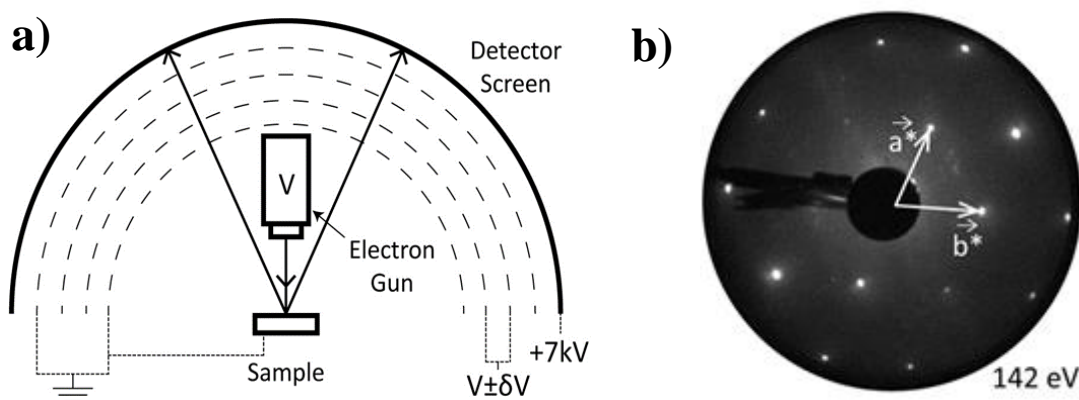 a)
Detector
Screen
V
Electron
Gun
Sample
+7kV
V±δV
b)
a*
b*
142 eV